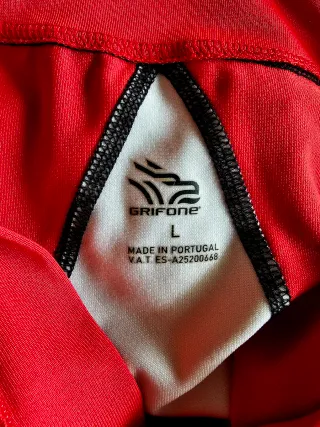 GRIFONE®
L
MADE IN PORTUGAL
V.A.T ES-A25200668